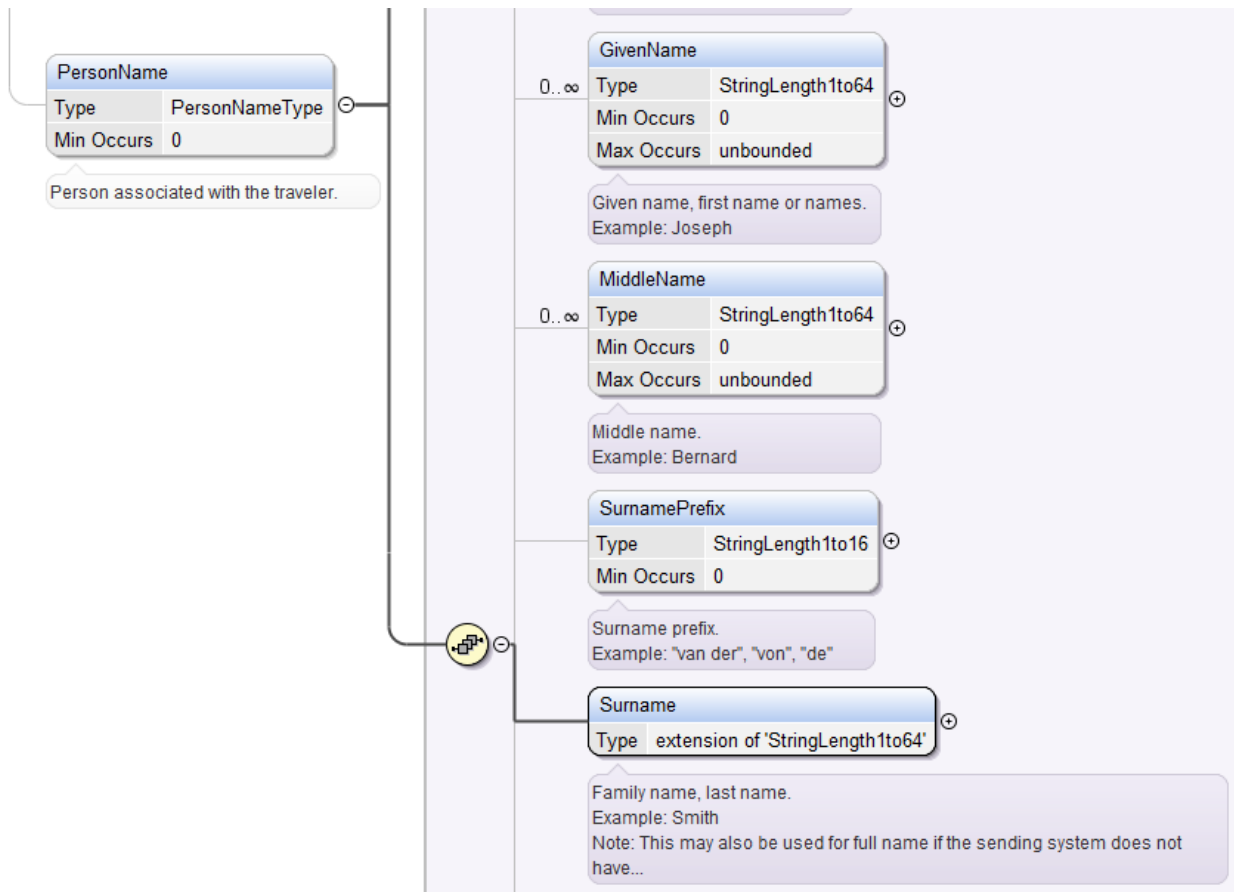 PersonName
Type PersonNameType
Min Occurs 0
Person associated with the traveler.
GivenName
0..∞
Type StringLength1to64
Min Occurs 0
Max Occurs unbounded
Given name, first name or names.
Example: Joseph
MiddleName
0..∞
Type StringLength1to64
Min Occurs 0
Max Occurs unbounded
Middle name.
Example: Bernard
SurnamePrefix
Type StringLength1to16
Min Occurs 0
Surname prefix.
Example: "van der", "von", "de"
Surname
Type extension of 'StringLength1to64'
Family name, last name.
Example: Smith
Note: This may also be used for full name if the sending system does not
have...